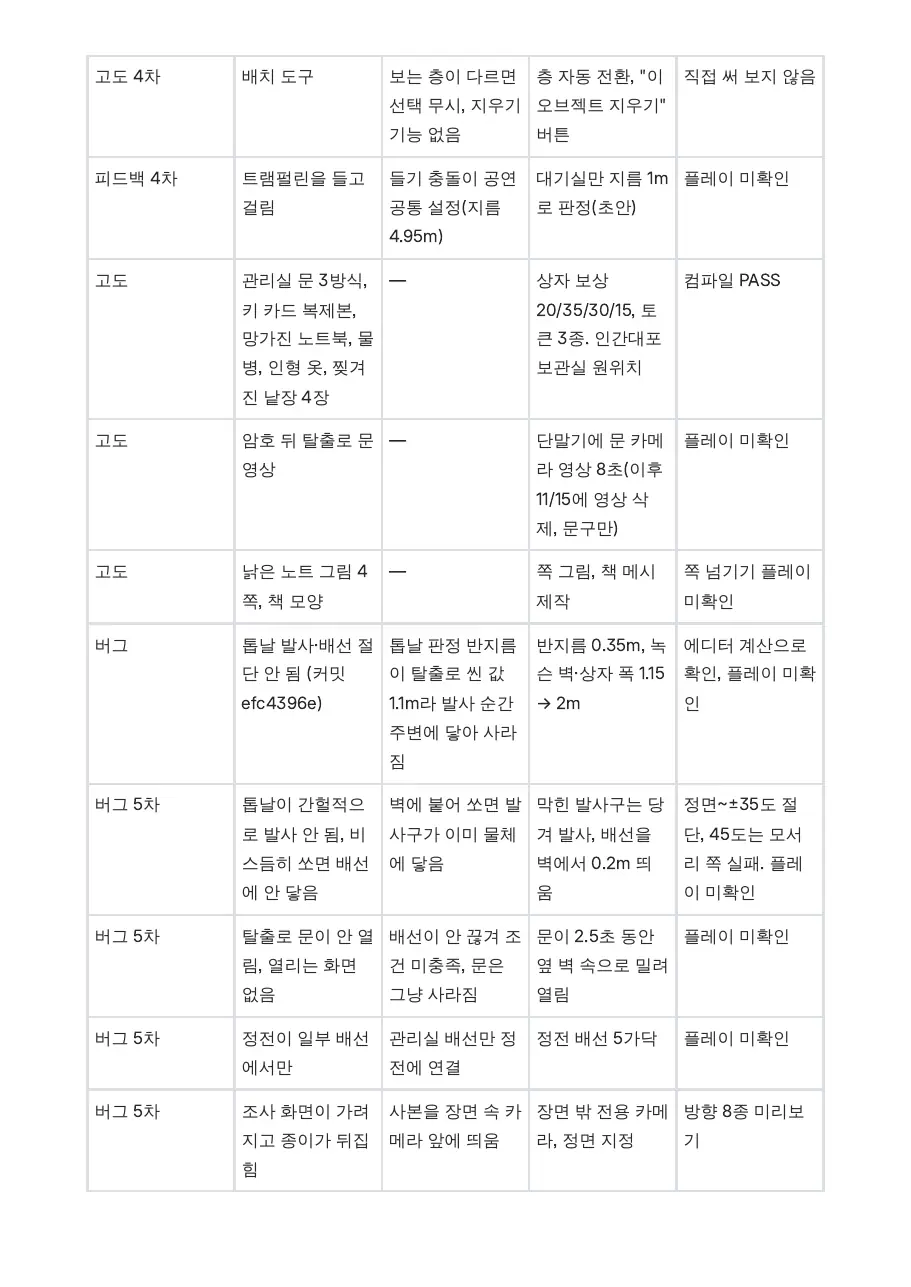 고도 4차
배치 도구
보는 층이 다르면
선택 무시, 지우기
기능 없음
층 자동 전환, "이
오브젝트 지우기"
버튼
직접 써 보지 않음
피드백 4차
트램펄린을 들고
걸림
들기 충돌이 공연
공통 설정(지름
4.95m)
대기실만 지름 1m
로 판정(초안)
플레이 미확인
고도
관리실 문 3방식,
키 카드 복제본,
망가진 노트북, 물
병, 인형 옷, 찢겨
진 낱장 4장
—
상자 보상
20/35/30/15, 토
큰 3종. 인간대포
보관실 원위치
컴파일 PASS
고도
암호 뒤 탈출로 문
영상
—
단말기에 문 카메
라 영상 8초(이후
11/15에 영상 삭
제, 문구만)
플레이 미확인
고도
낡은 노트 그림 4
쪽, 책 모양
—
쪽 그림, 책 메시
제작
쪽 넘기기 플레이
미확인
버그
톱날 발사·배선 절
단 안 됨 (커밋
efc4396e)
톱날 판정 반지름
이 탈출로 씬 값
1.1m라 발사 순간
주변에 닿아 사라
짐
반지름 0.35m, 녹
슨 벽·상자 폭 1.15
→ 2m
에디터 계산으로
확인, 플레이 미확
인
버그 5차
톱날이 간헐적으
로 발사 안 됨, 비
스듬히 쏘면 배선
에 안 닿음
벽에 붙어 쏘면 발
사구가 이미 물체
에 닿음
막힌 발사구는 당
겨 발사, 배선을
벽에서 0.2m 띄
움
정면~±35도 절
단, 45도는 모서
리 쪽 실패. 플레
이 미확인
버그 5차
탈출로 문이 안 열
림, 열리는 화면
없음
배선이 안 끊겨 조
건 미충족, 문은
그냥 사라짐
문이 2.5초 동안
옆 벽 속으로 밀려
열림
플레이 미확인
버그 5차
정전이 일부 배선
에서만
관리실 배선만 정
전에 연결
정전 배선 5가닥
플레이 미확인
버그 5차
조사 화면이 가려
지고 종이가 뒤집
힘
사본을 장면 속 카
메라 앞에 띄움
장면 밖 전용 카메
라, 정면 지정
방향 8종 미리보
기